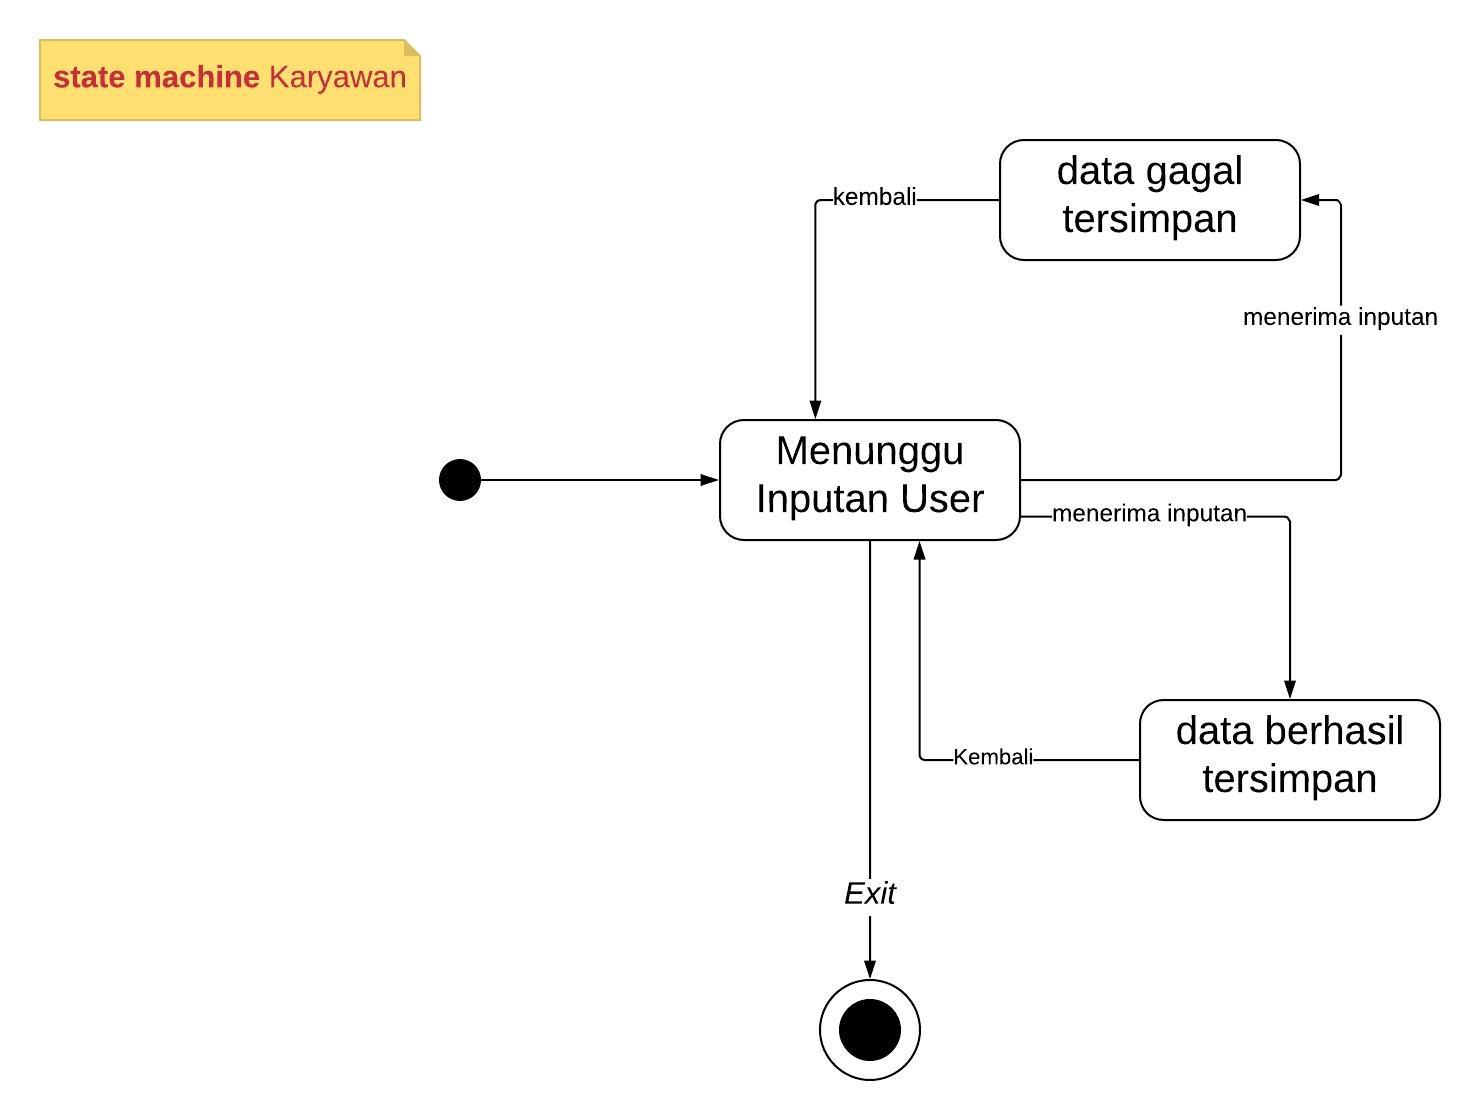 state machine Karyawan
data gagal
tersimpan
kembali
menerima inputan
Menunggu
Inputan User
menerima inputan
data berhasil
tersimpan
Kembali
Exit